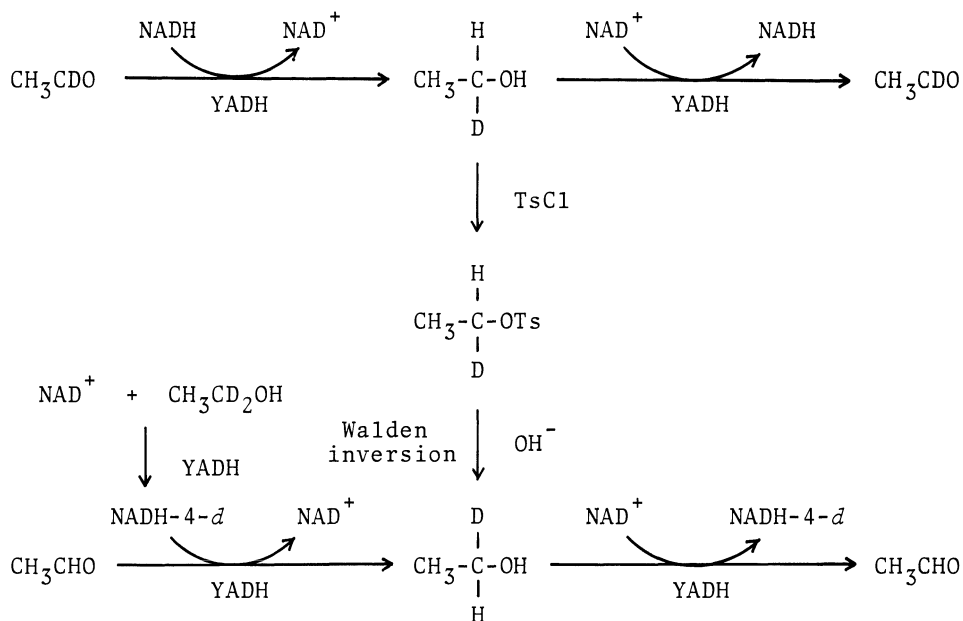 H
NADH NAD+ | NAD+ NADH
CH3CDO CH3-C-OH CH3CDO
YADH | YADH
D
TsCl
H
|
CH3-C-OTs
|
D
NAD+ + CH3CD2OH
Walden OH-
YADH inversion
NADH-4-d NAD+ D NAD+ NADH-4-d
|
CH3CHO CH3-C-OH CH3CHO
YADH | YADH
H